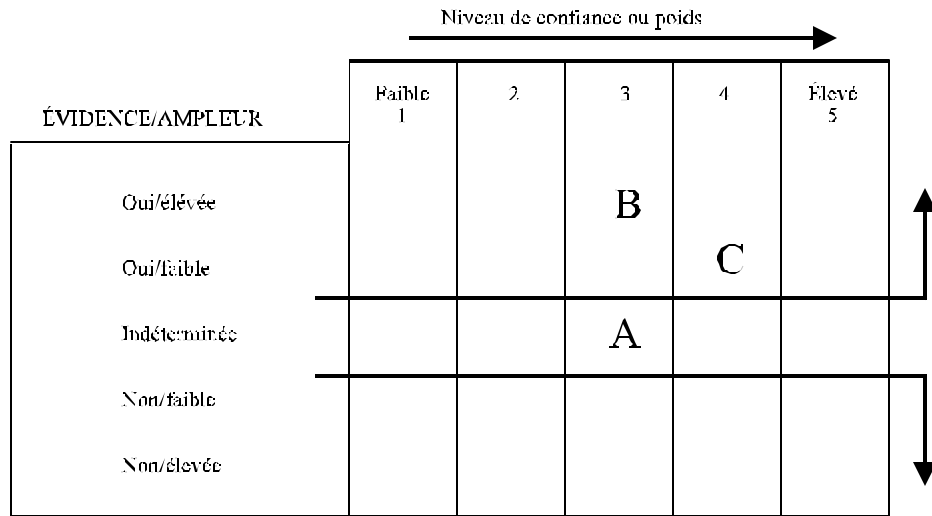 Niveau de confiance ou poids
Faible 2 3 4 Élevé
1 5
ÉVIDENCE/AMPLEUR
Oui/élévée B
Oui/faible C
Indéterminée A
Non/faible
Non/élevée